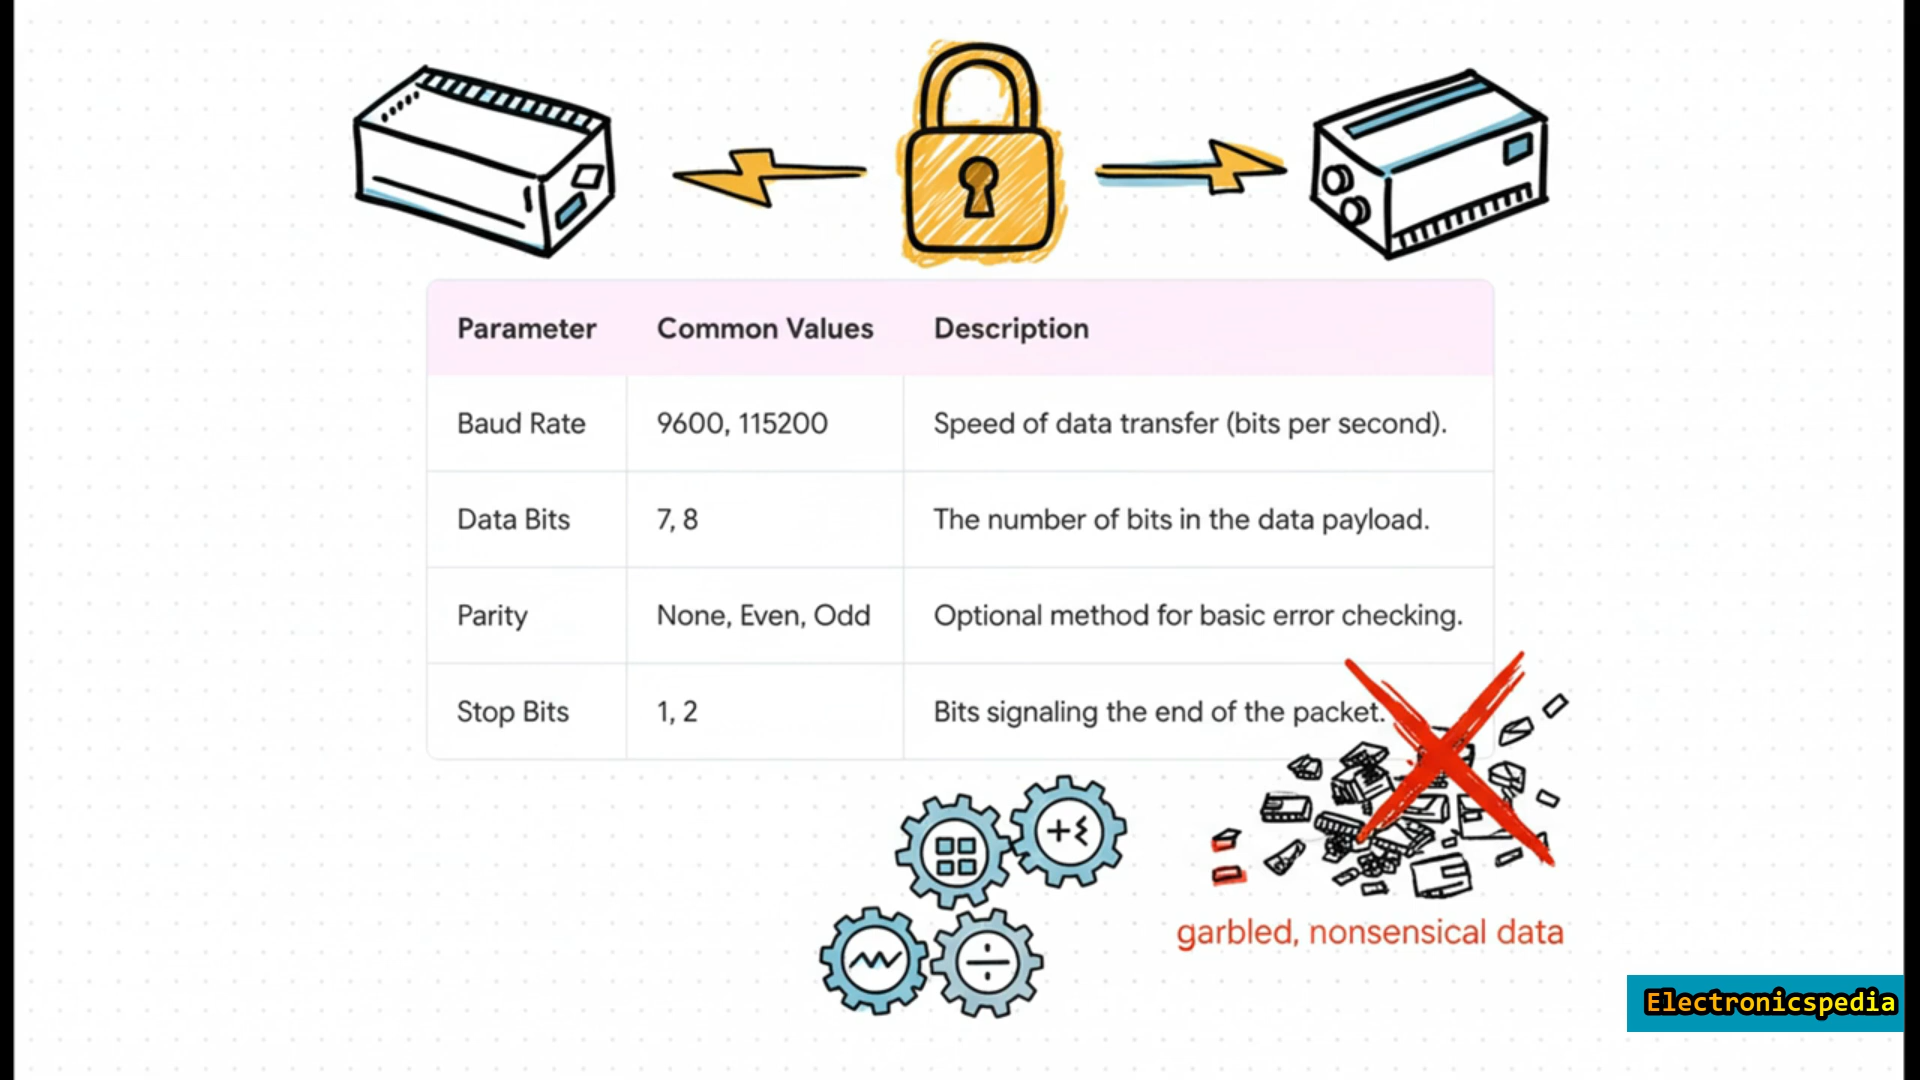 Parameter Common Values Description
Baud Rate 9600, 115200 Speed of data transfer (bits per second).
Data Bits 7, 8 The number of bits in the data payload.
Parity None, Even, Odd Optional method for basic error checking.
Stop Bits 1, 2 Bits signaling the end of the packet.
garbled, nonsensical data
Electronicspedia